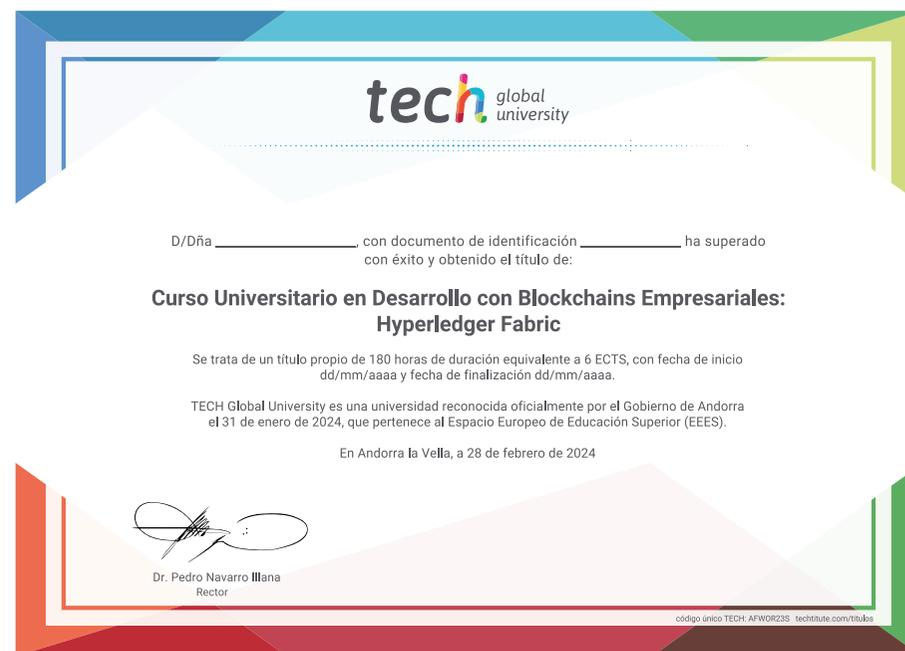 tech global university
D/Dña ______________, con documento de identificación __________ ha superado
con éxito y obtenido el título de:
Curso Universitario en Desarrollo con Blockchains Empresariales:
Hyperledger Fabric
Se trata de un título propio de 180 horas de duración equivalente a 6 ECTS, con fecha de inicio
dd/mm/aaaa y fecha de finalización dd/mm/aaaa.
TECH Global University es una universidad reconocida oficialmente por el Gobierno de Andorra
el 31 de enero de 2024, que pertenece al Espacio Europeo de Educación Superior (EEES).
En Andorra la Vella, a 28 de febrero de 2024
Dr. Pedro Navarro Illana
Rector
código único TECH: AFWOR23S techtitute.com/titulos